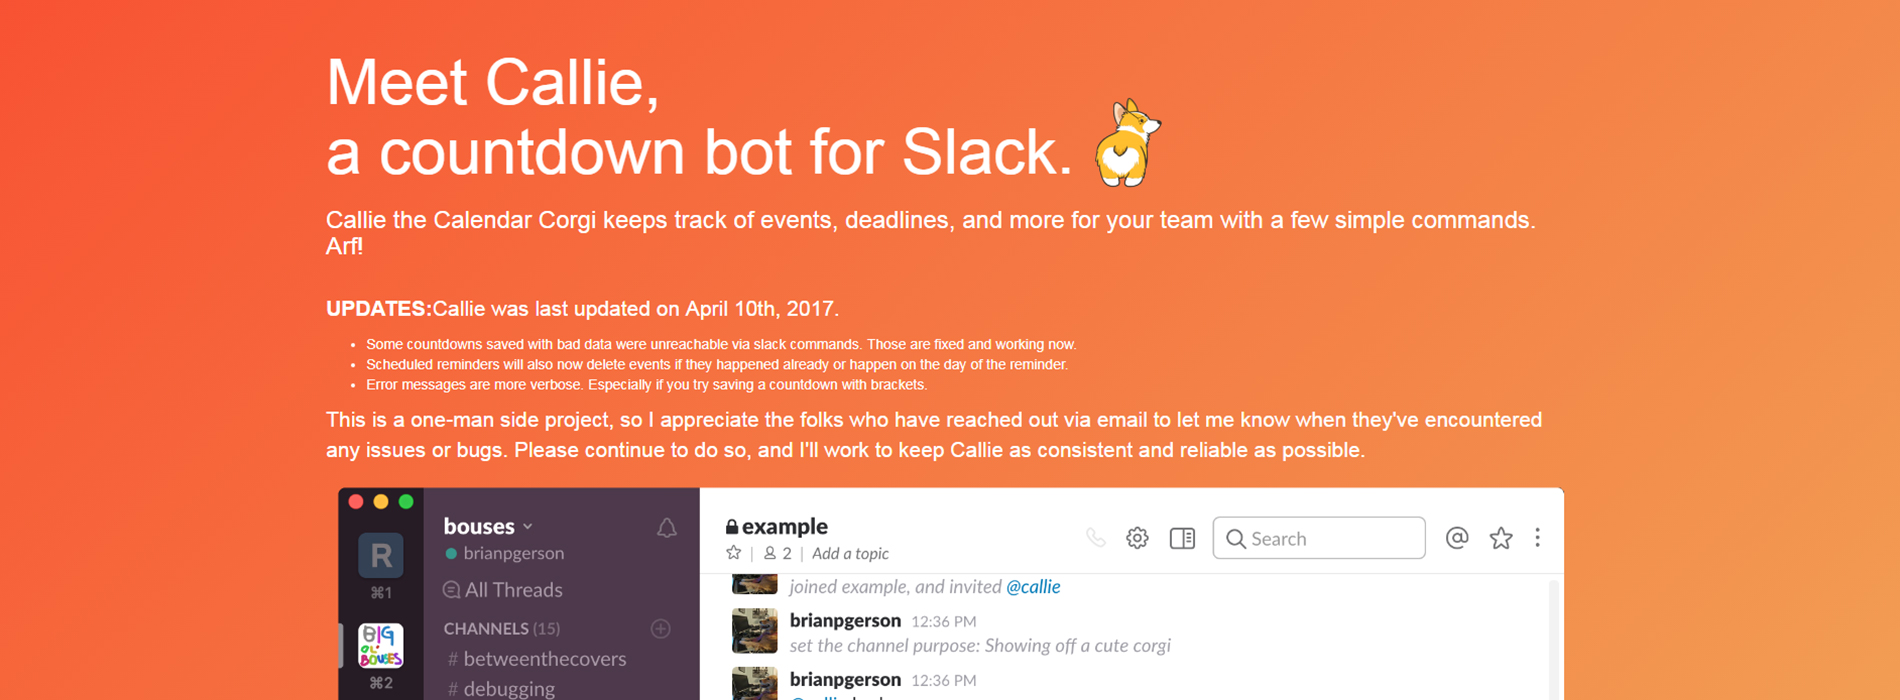 Meet Callie,
a countdown bot for Slack.
Callie the Calendar Corgi keeps track of events, deadlines, and more for your team with a few simple commands.
Arf!
UPDATES:Callie was last updated on April 10th, 2017.
Some countdowns saved with bad data were unreachable via slack commands. Those are fixed and working now.
Scheduled reminders will also now delete events if they happened already or happen on the day of the reminder.
Error messages are more verbose. Especially if you try saving a countdown with brackets.
This is a one-man side project, so I appreciate the folks who have reached out via email to let me know when they've encountered
any issues or bugs. Please continue to do so, and I'll work to keep Callie as consistent and reliable as possible.
R
⌘1
BIG
OL'
BOUSES
⌘2
bouses
brianpgerson
All Threads
CHANNELS (15)
# betweenthecovers
# debugging
example
2 | Add a topic
Search
joined example, and invited @callie
brianpgerson 12:36 PM
set the channel purpose: Showing off a cute corgi
brianpgerson 12:36 PM